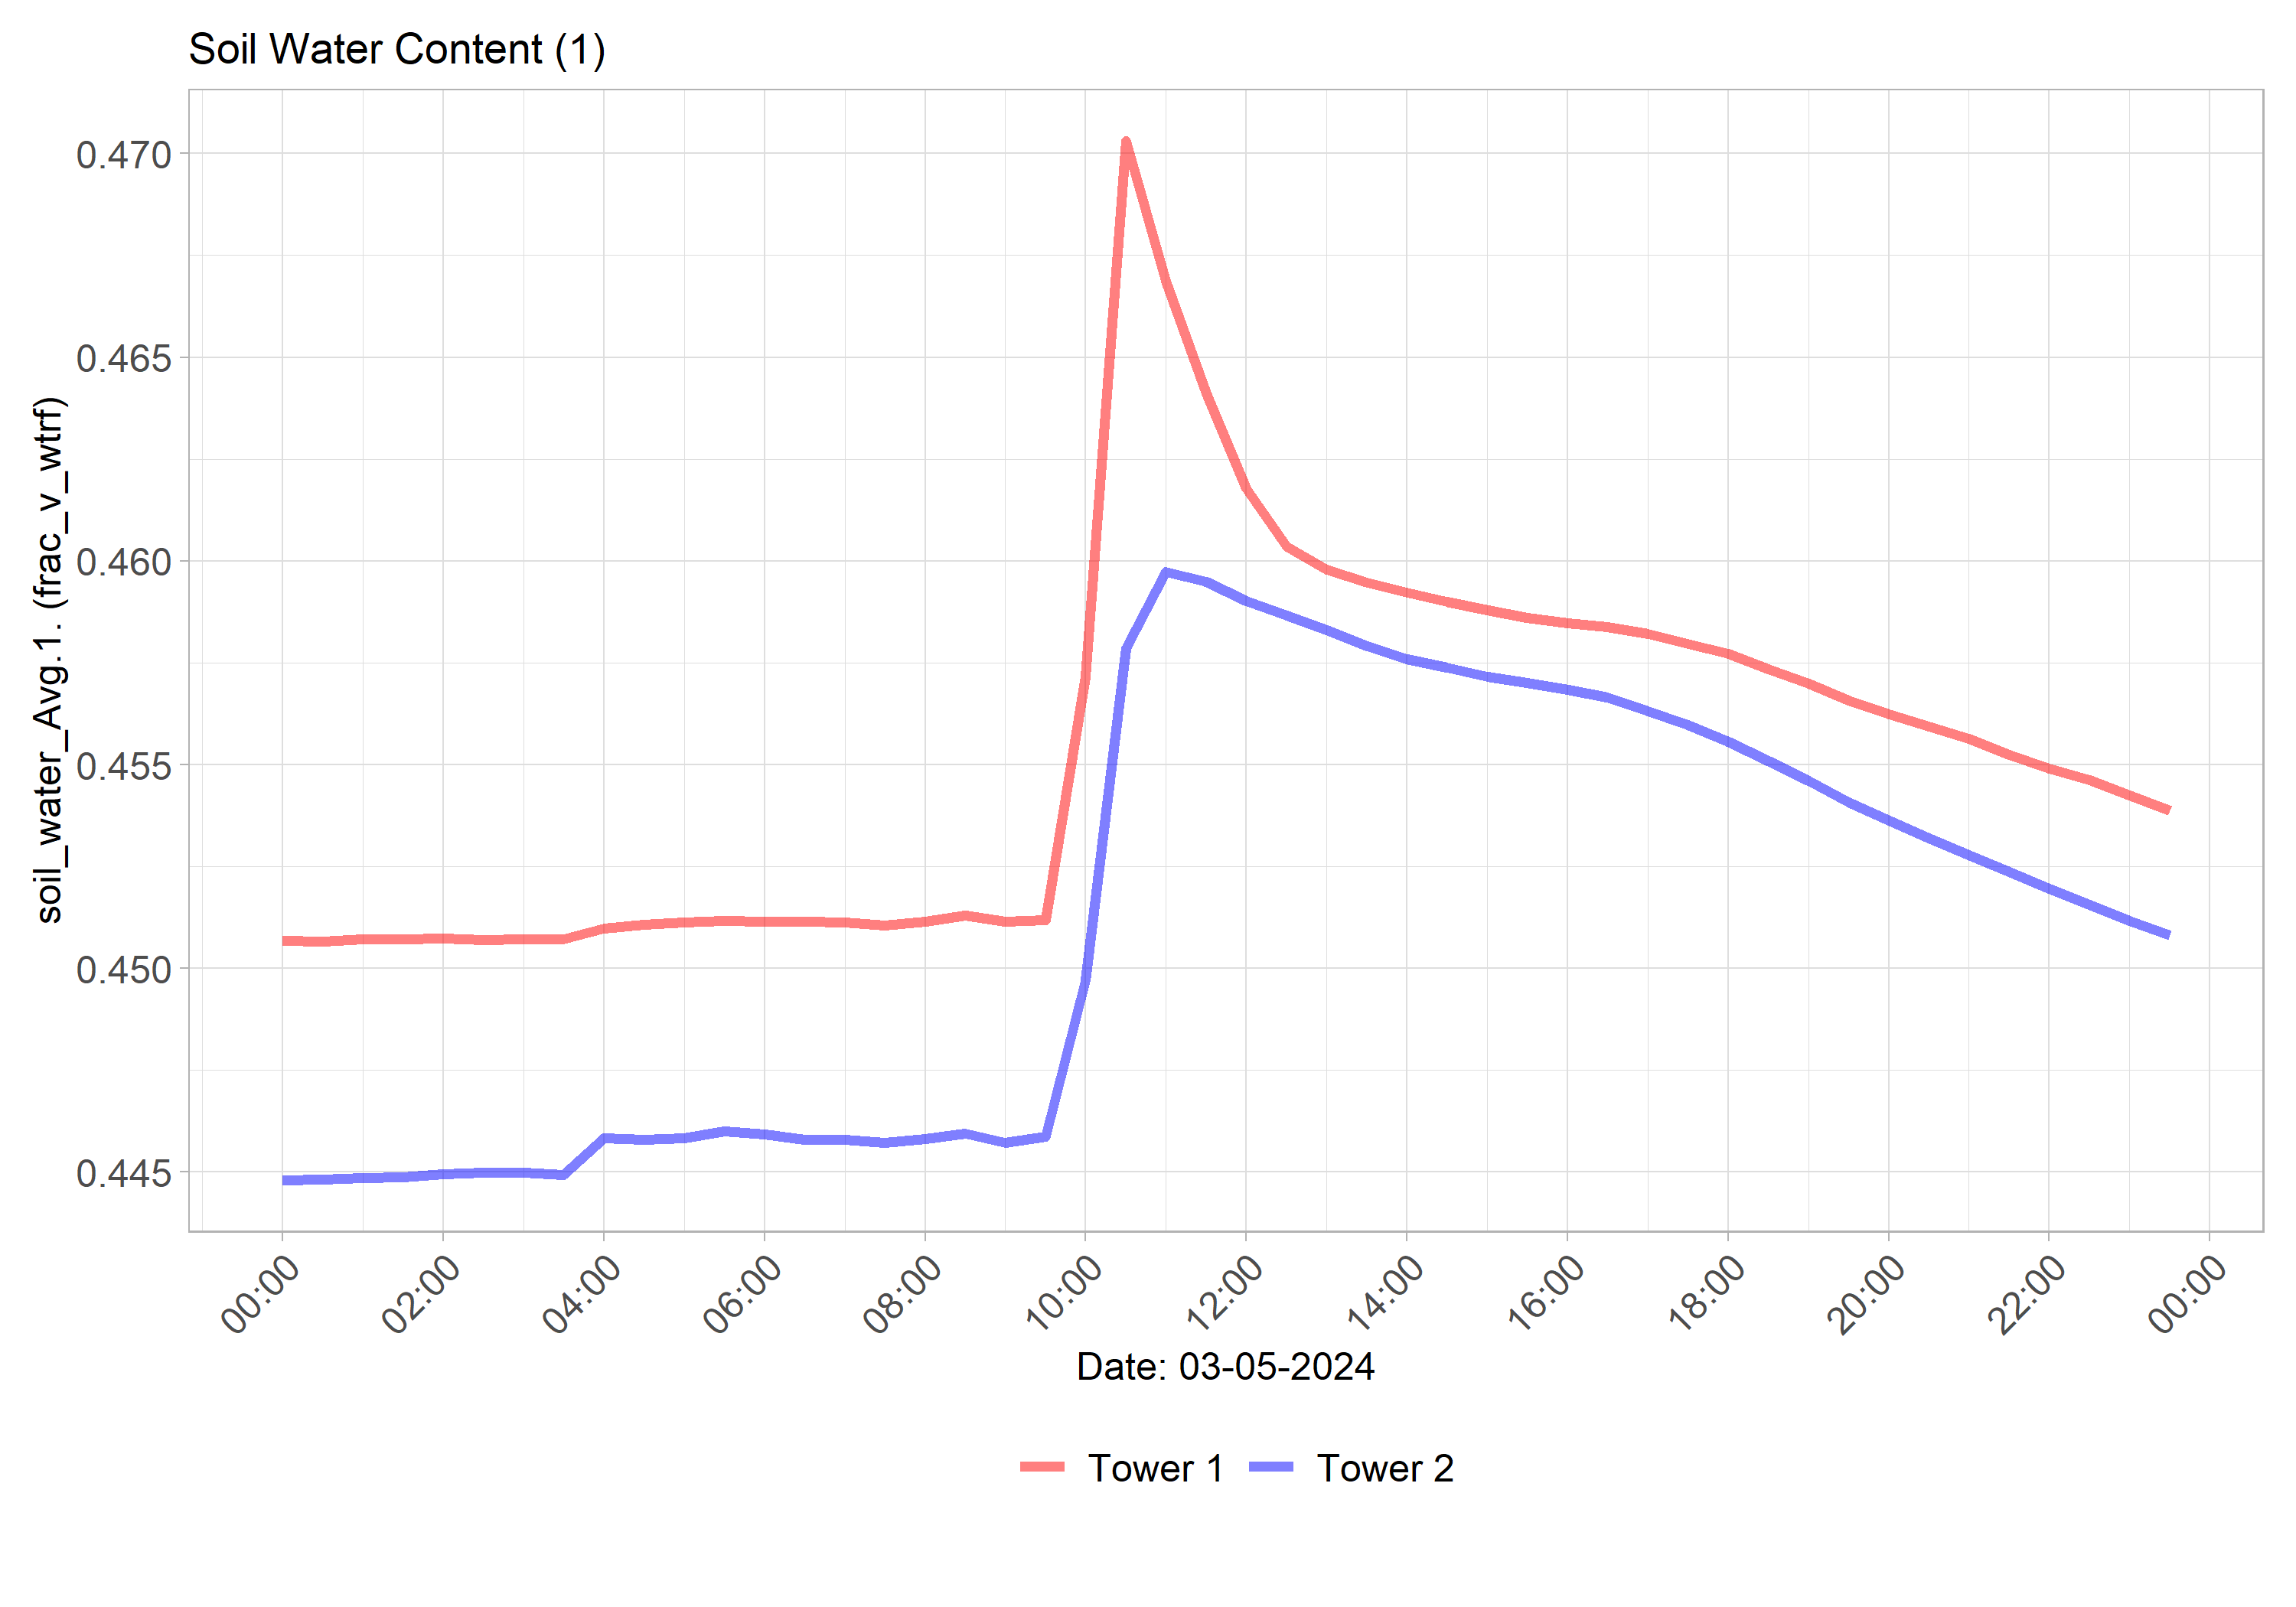 Soil Water Content (1)
soil_water_Avg.1. (frac_v_wtrf)
0.470
0.465
0.460
0.455
0.450
0.445
00:00 02:00 04:00 06:00 08:00 10:00 12:00 14:00 16:00 18:00 20:00 22:00 00:00
Date: 03-05-2024
Tower 1 Tower 2